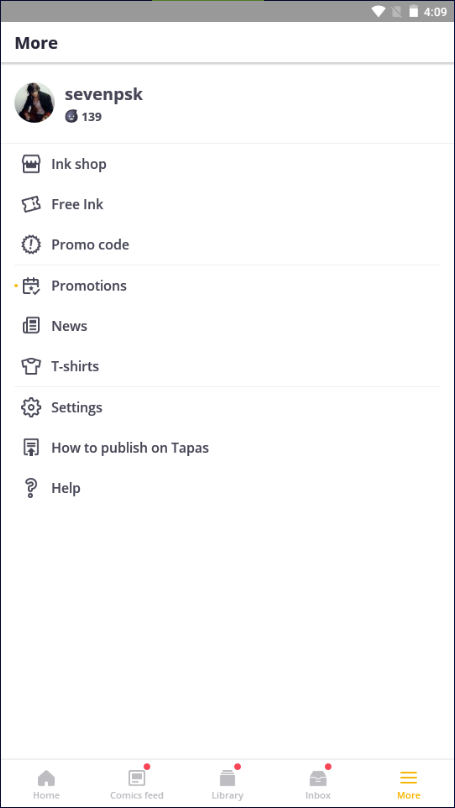 4:09
More
sevenpsk
139
Ink shop
Free Ink
Promo code
Promotions
News
T-shirts
Settings
How to publish on Tapas
Help
Home
Comics feed
Library
Inbox
More